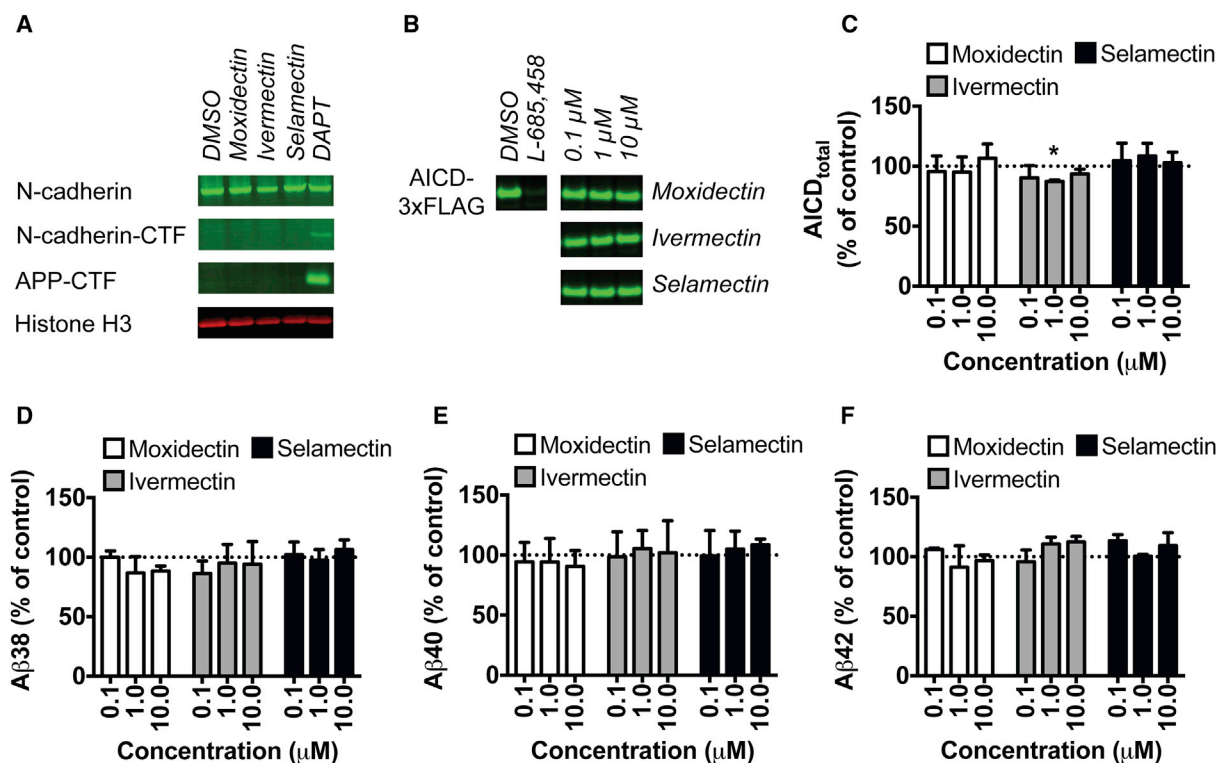 A
DMSO
Moxidectin
Ivermectin
Selamectin
DAPT
N-cadherin
N-cadherin-CTF
APP-CTF
Histone H3
B
DMSO
L-685,458
0.1 µM
1 µM
10 µM
AICD-
3xFLAG
Moxidectin
Ivermectin
Selamectin
C
Moxidectin
Selamectin
Ivermectin
AICDtotal
(% of control)
150
100
50
0
*
0.1
1.0
10.0
0.1
1.0
10.0
0.1
1.0
10.0
Concentration (µM)
D
Moxidectin
Selamectin
Ivermectin
Aβ38 (% of control)
150
100
50
0
0.1
1.0
10.0
0.1
1.0
10.0
0.1
1.0
10.0
Concentration (µM)
E
Moxidectin
Selamectin
Ivermectin
Aβ40 (% of control)
150
100
50
0
0.1
1.0
10.0
0.1
1.0
10.0
0.1
1.0
10.0
Concentration (µM)
F
Moxidectin
Selamectin
Ivermectin
Aβ42 (% of control)
150
100
50
0
0.1
1.0
10.0
0.1
1.0
10.0
0.1
1.0
10.0
Concentration (µM)